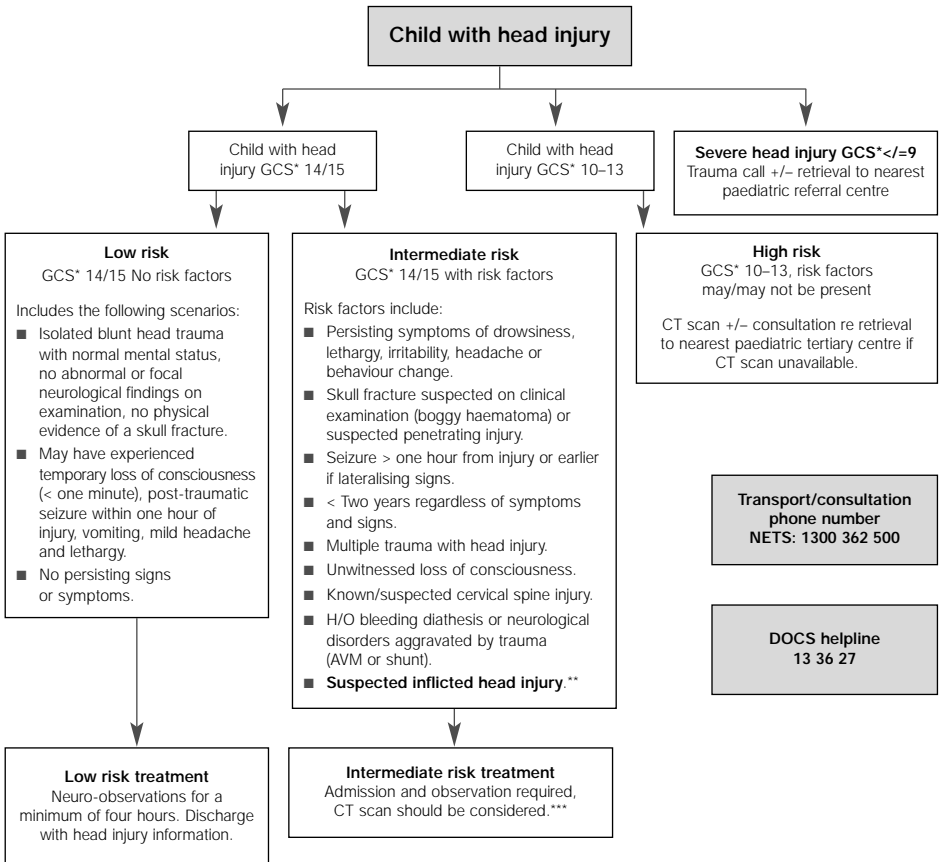 Child with head injury
Child with head
injury GCS* 14/15
Child with head
injury GCS* 10–13
Severe head injury GCS*</=9
Trauma call +/– retrieval to nearest
paediatric referral centre
Low risk
GCS* 14/15 No risk factors
Includes the following scenarios:
■ Isolated blunt head trauma
with normal mental status,
no abnormal or focal
neurological findings on
examination, no physical
evidence of a skull fracture.
■ May have experienced
temporary loss of consciousness
(< one minute), post-traumatic
seizure within one hour of
injury, vomiting, mild headache
and lethargy.
■ No persisting signs
or symptoms.
Intermediate risk
GCS* 14/15 with risk factors
Risk factors include:
■ Persisting symptoms of drowsiness,
lethargy, irritability, headache or
behaviour change.
■ Skull fracture suspected on clinical
examination (boggy haematoma) or
suspected penetrating injury.
■ Seizure > one hour from injury or earlier
if lateralising signs.
■ < Two years regardless of symptoms
and signs.
■ Multiple trauma with head injury.
■ Unwitnessed loss of consciousness.
■ Known/suspected cervical spine injury.
■ H/O bleeding diathesis or neurological
disorders aggravated by trauma
(AVM or shunt).
■ Suspected inflicted head injury.**
High risk
GCS* 10–13, risk factors
may/may not be present
CT scan +/– consultation re retrieval
to nearest paediatric tertiary centre if
CT scan unavailable.
Transport/consultation
phone number
NETS: 1300 362 500
DOCS helpline
13 36 27
Low risk treatment
Neuro-observations for a
minimum of four hours. Discharge
with head injury information.
Intermediate risk treatment
Admission and observation required,
CT scan should be considered.***